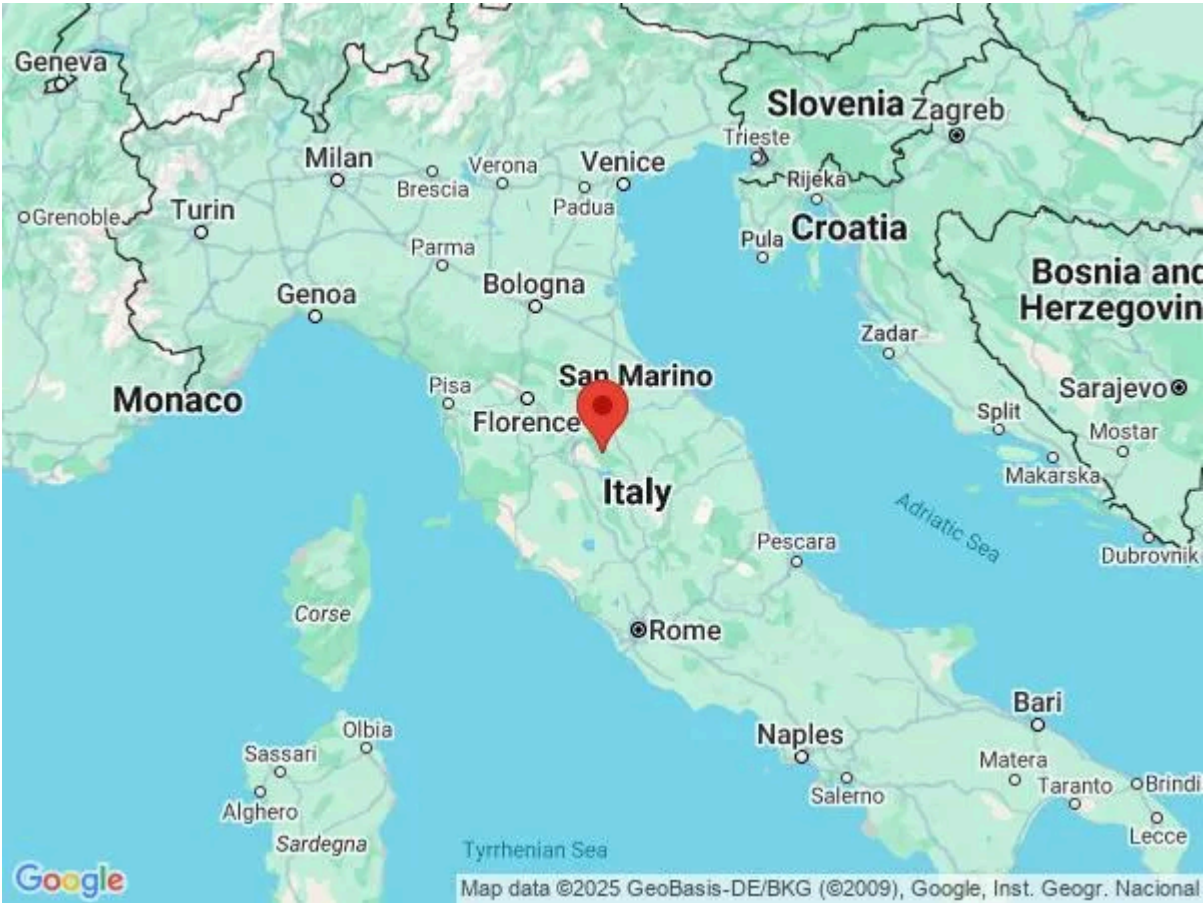 Geneva
Slovenia
Zagreb
Trieste
Milan
Verona
Venice
Brescia
Rijeka
Padua
Grenoble
Turin
Croatia
Pula
Parma
Bosnia and
Herzegovin
Bologna
Genoa
Zadar
San Marino
Pisa
Sarajevo
Monaco
Split
Florence
Mostar
Makarska
Italy
Adriatic Sea
Pescara
Dubrovnik
Corse
Rome
Bari
Olbia
Naples
Sassari
Matera
Taranto
Brindi
Salerno
Alghero
Lecce
Sardegna
Tyrrhenian Sea
Google
Map data ©2025 GeoBasis-DE/BKG (©2009), Google, Inst. Geogr. Nacional